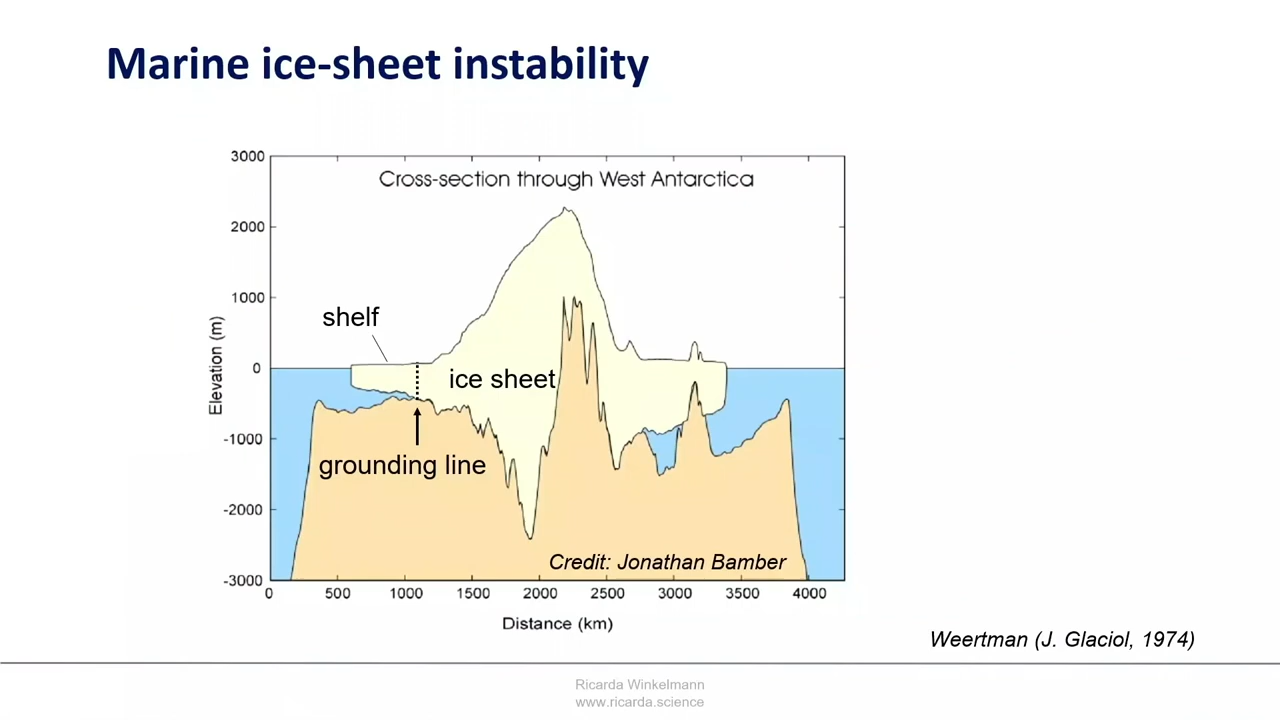 Marine ice-sheet instability
3000
Cross-section through West Antarctica
2000
1000
shelf
0
ice sheet
Elevation (m)
-1000
grounding line
-2000
Credit: Jonathan Bamber
-3000
0 500 1000 1500 2000 2500 3000 3500 4000
Distance (km)
Weertman (J. Glaciol, 1974)
Ricarda Winkelmann
www.ricarda.science